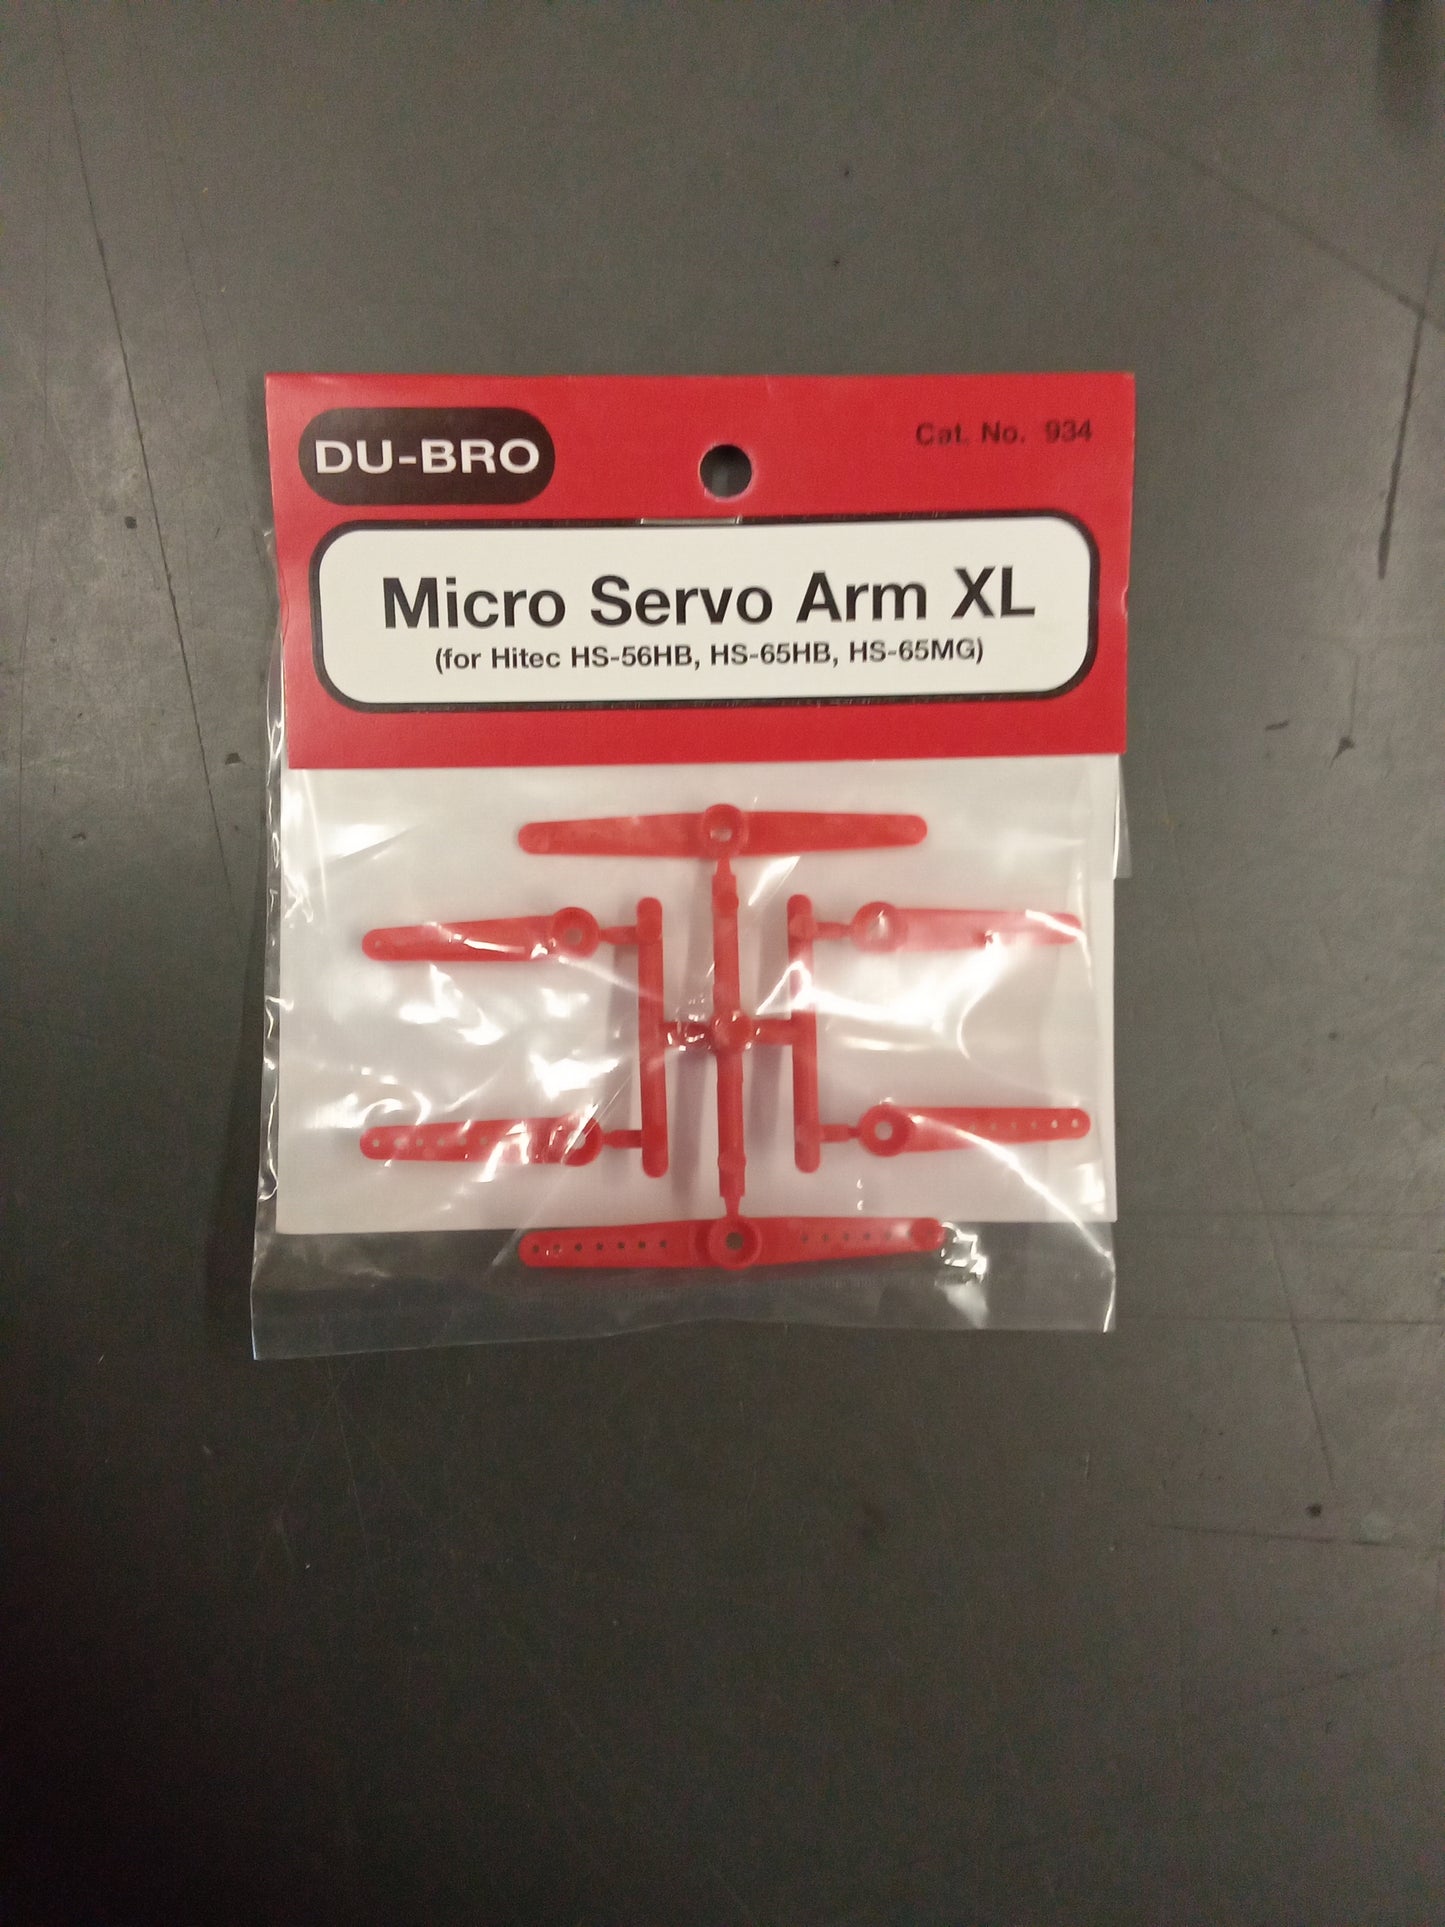 DU-BRO
Cat. No. 934
Micro Servo Arm XL
(for Hitec HS-56HB, HS-65HB, HS-65MG)